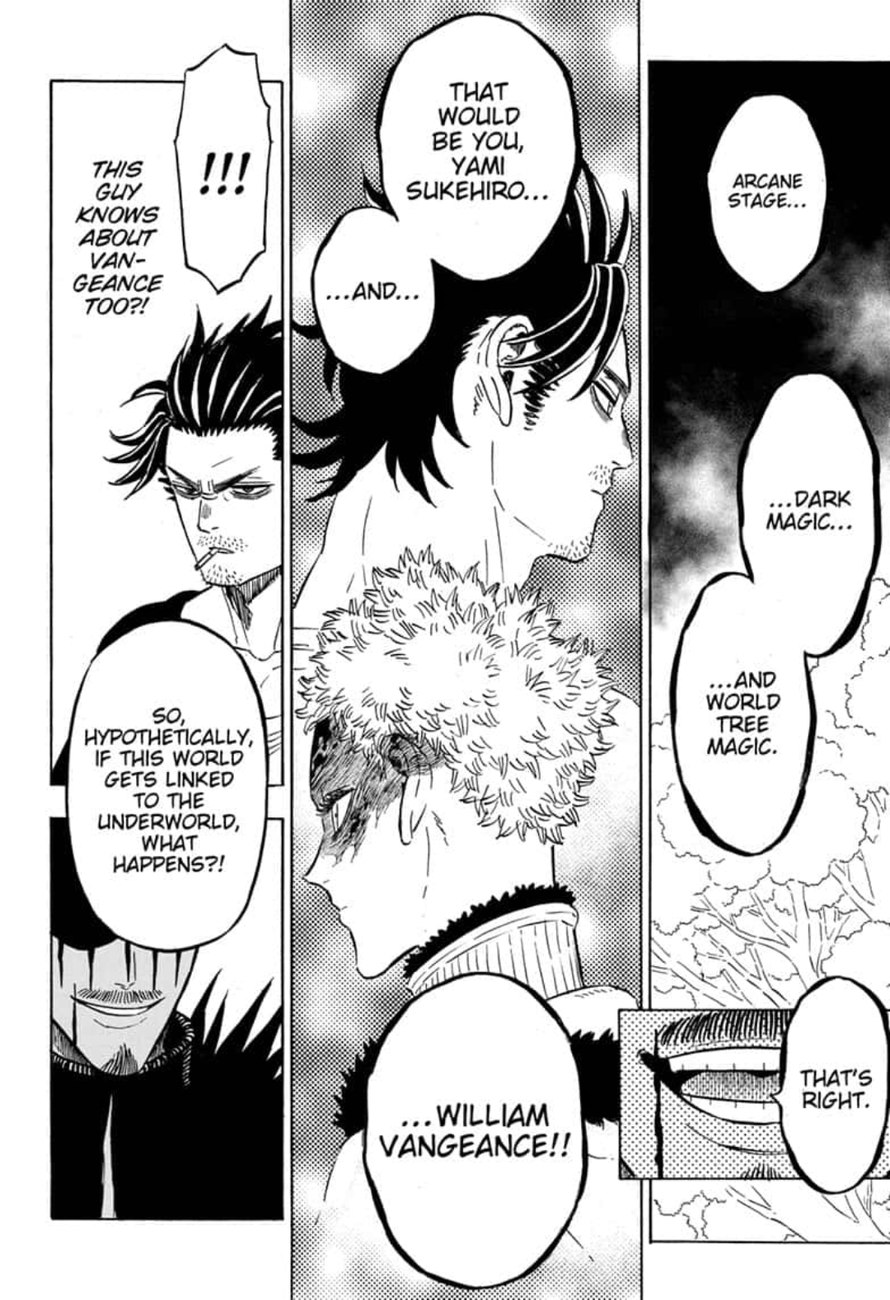 ARCANE
STAGE...
...DARK
MAGIC...
...AND
WORLD
TREE
MAGIC.
THAT'S
RIGHT.
THAT
WOULD
BE YOU,
YAMI
SUKEHIRO...
...AND...
...WILLIAM
VANGEANCE!!
!!!
THIS
GUY
KNOWS
ABOUT
VAN-
GEANCE
TOO?!
SO,
HYPOTHETICALLY,
IF THIS WORLD
GETS LINKED
TO THE
UNDERWORLD,
WHAT
HAPPENS?!